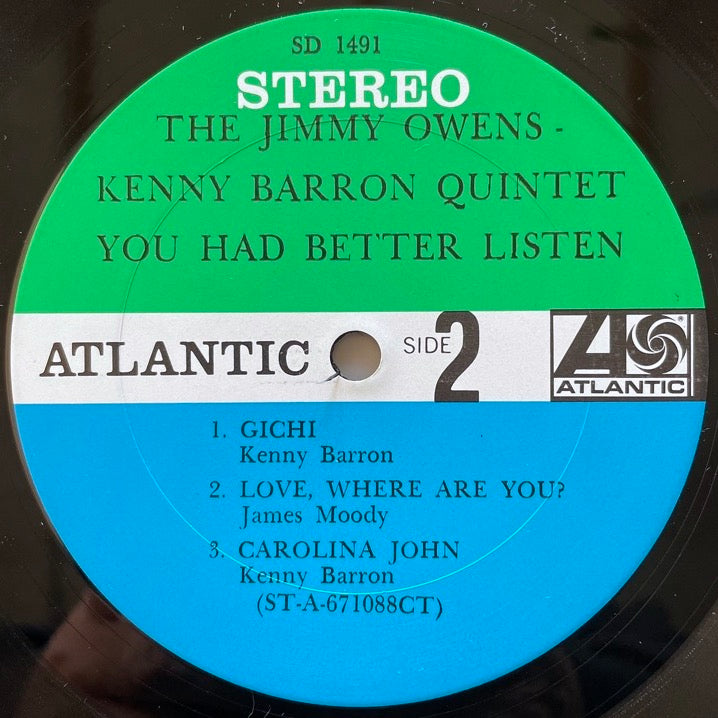 SD 1491
STEREO
THE JIMMY OWENS -
KENNY BARRON QUINTET
YOU HAD BETTER LISTEN
ATLANTIC SIDE 2 ATLANTIC
1. GICHI
Kenny Barron
2. LOVE, WHERE ARE YOU?
James Moody
3. CAROLINA JOHN
Kenny Barron
(ST-A-671088CT)